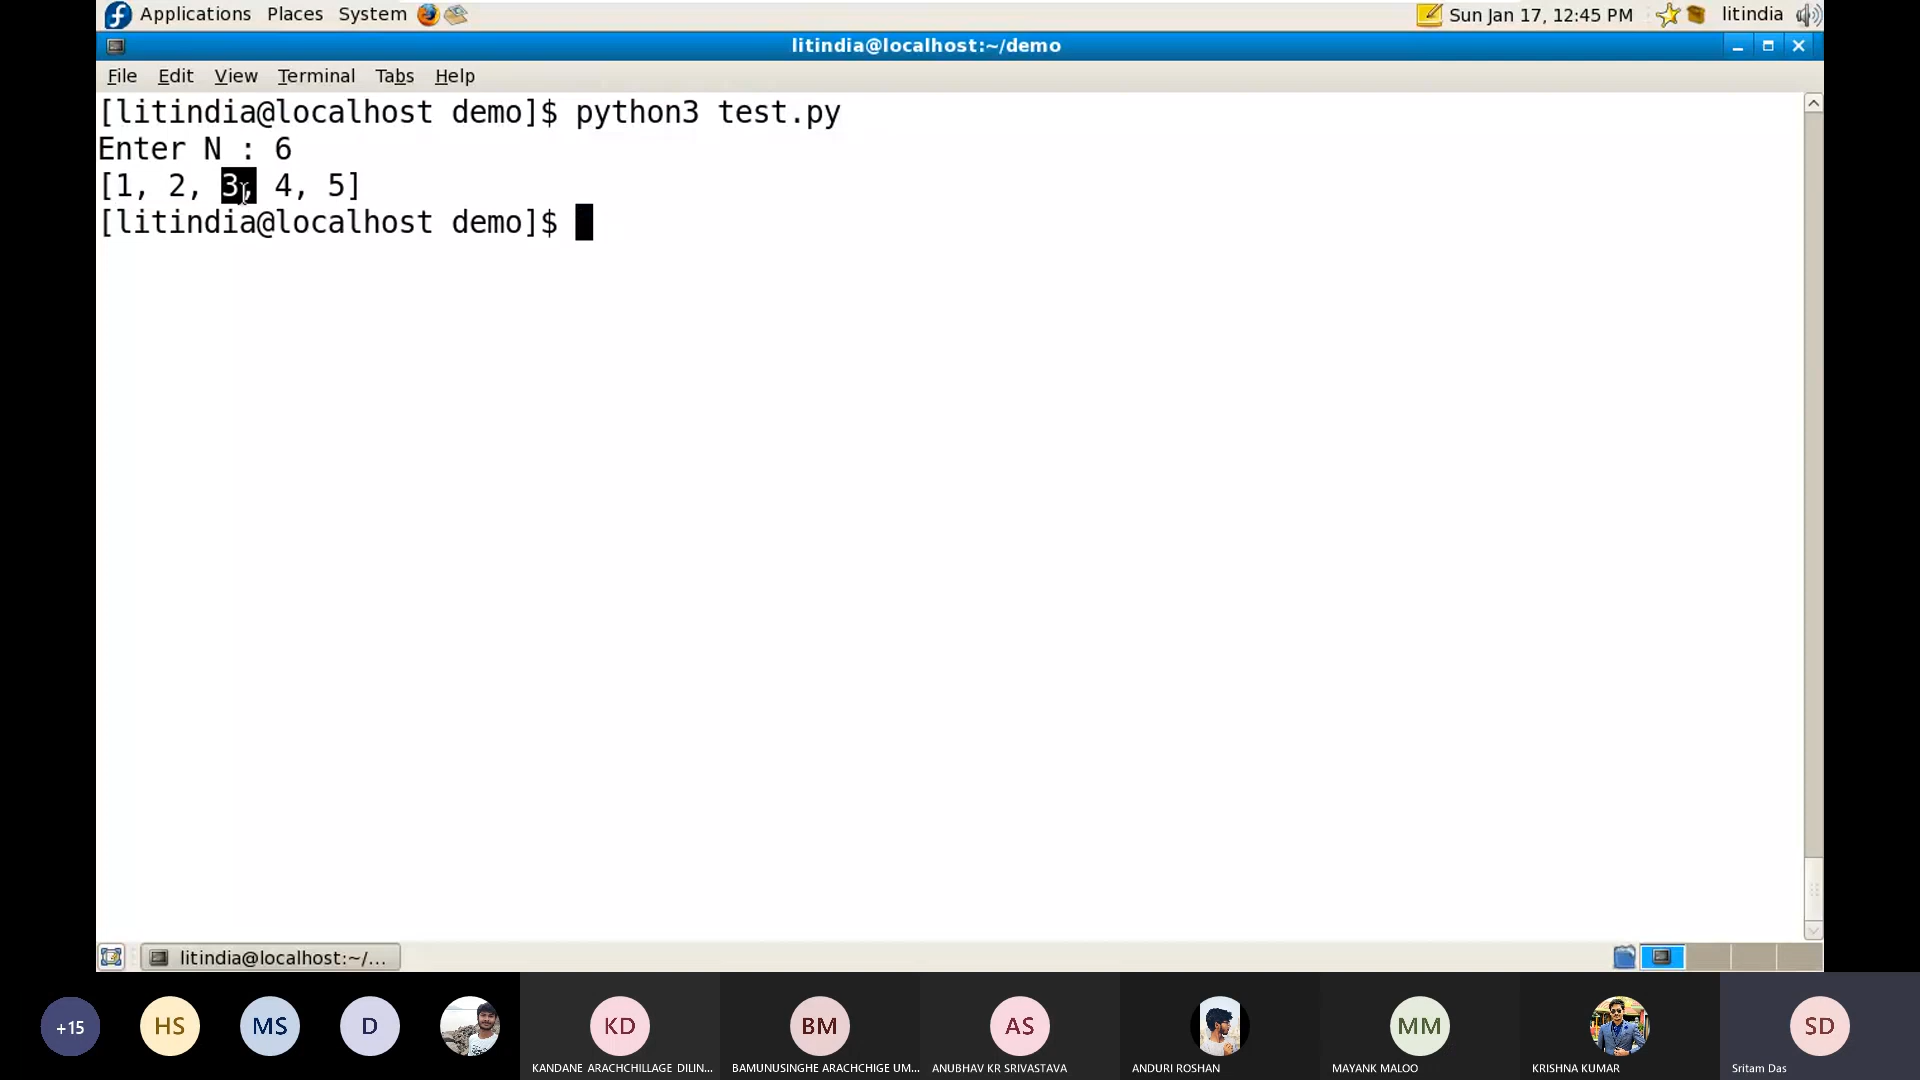 Applications Places System
Sun Jan 17, 12:45 PM litindia
litindia@localhost:~/demo
File Edit View Terminal Tabs Help
[litindia@localhost demo]$ python3 test.py
Enter N : 6
[1, 2, 3, 4, 5]
[litindia@localhost demo]$
litindia@localhost:~/...
+15 HS MS D KD BM AS MM SD
KANDANE ARACHCHILLAGE DILIN... BAMUNUSINGHE ARACHCHIGE UM... ANUBHAV KR SRIVASTAVA ANDURI ROSHAN MAYANK MALOO KRISHNA KUMAR Sritam Das